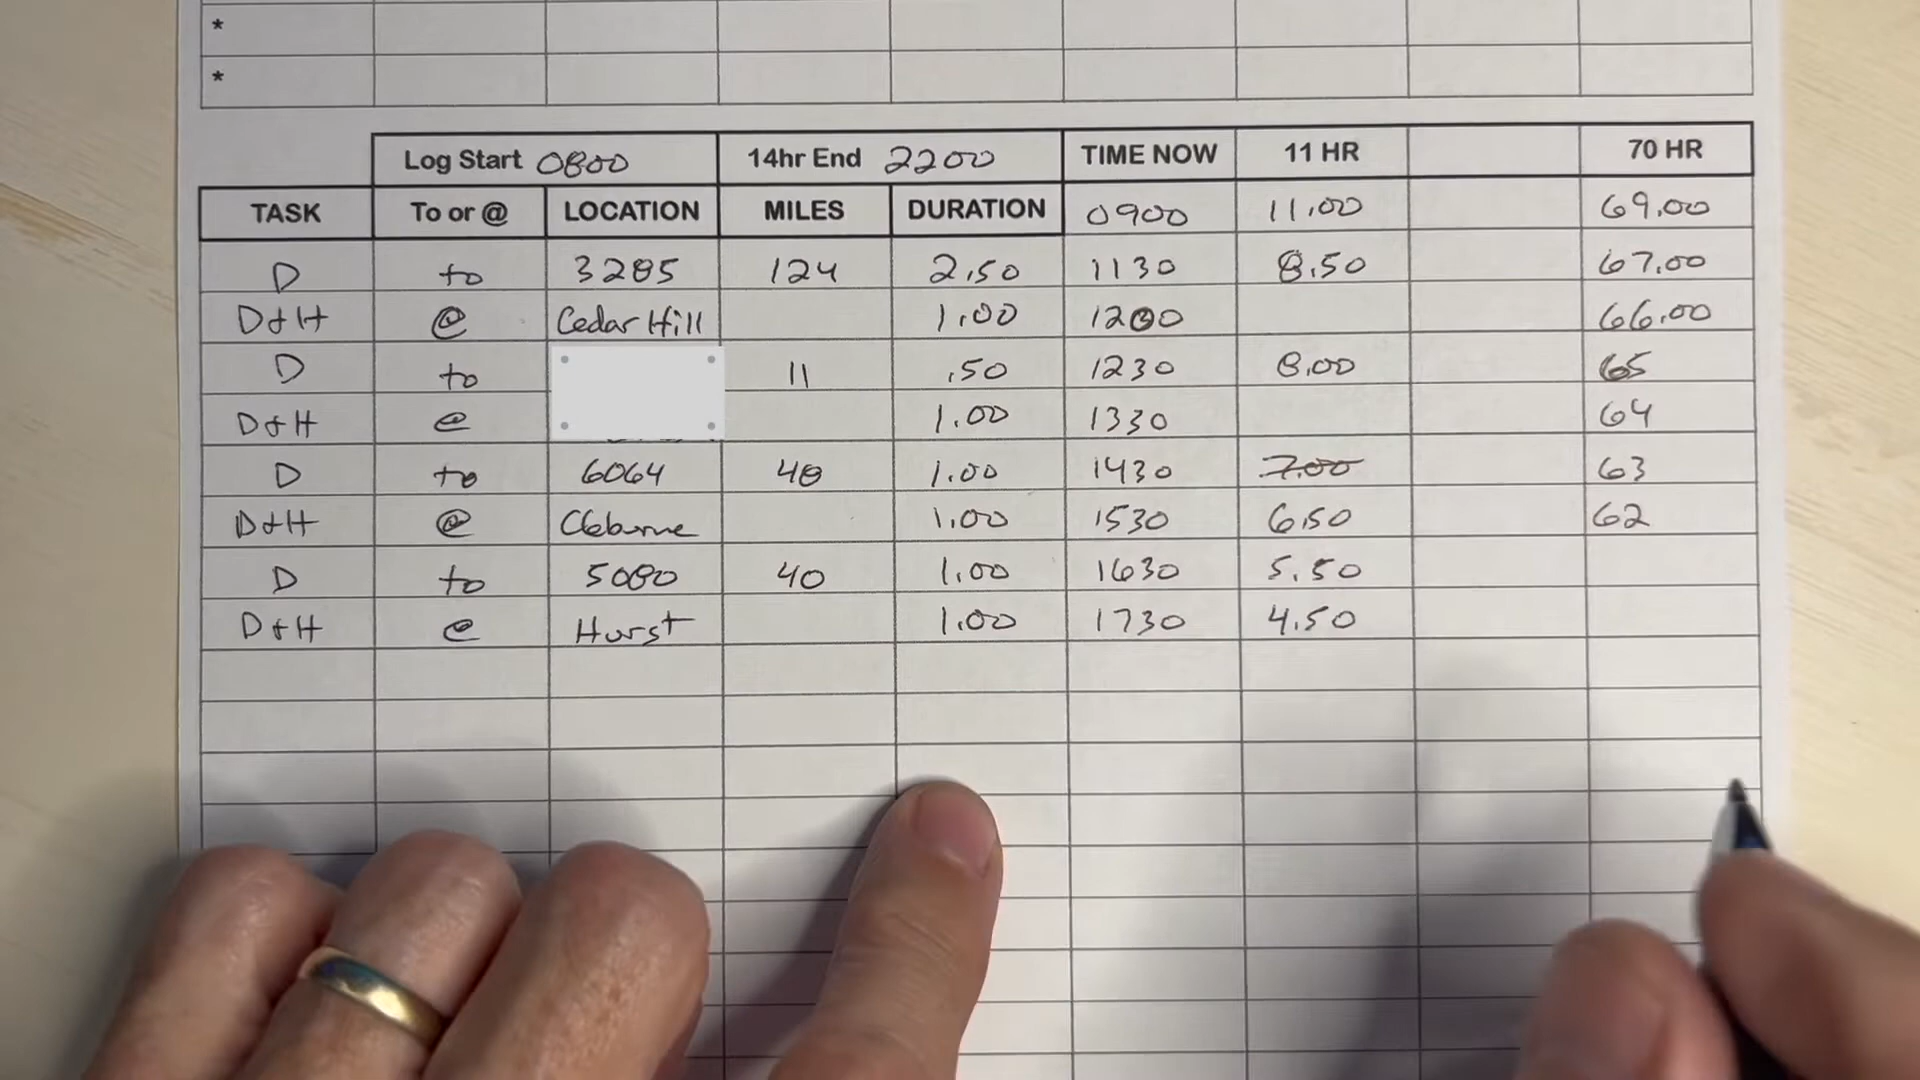 *
*
Log Start 0800 14hr End 2200 TIME NOW 11 HR 70 HR
TASK To or @ LOCATION MILES DURATION 0900 11.00 69.00
D to 3285 124 2.50 1130 8.50 67.00
D+H @ Cedar Hill 1.00 1200 66.00
D to 11 .50 1230 8.00 65
D+H @ 1.00 1330 64
D to 6064 48 1.00 1430 7.00 63
D+H @ Cleburne 1.00 1530 6.50 62
D to 5080 40 1.00 1630 5.50
D+H @ Hurst 1.00 1730 4.50